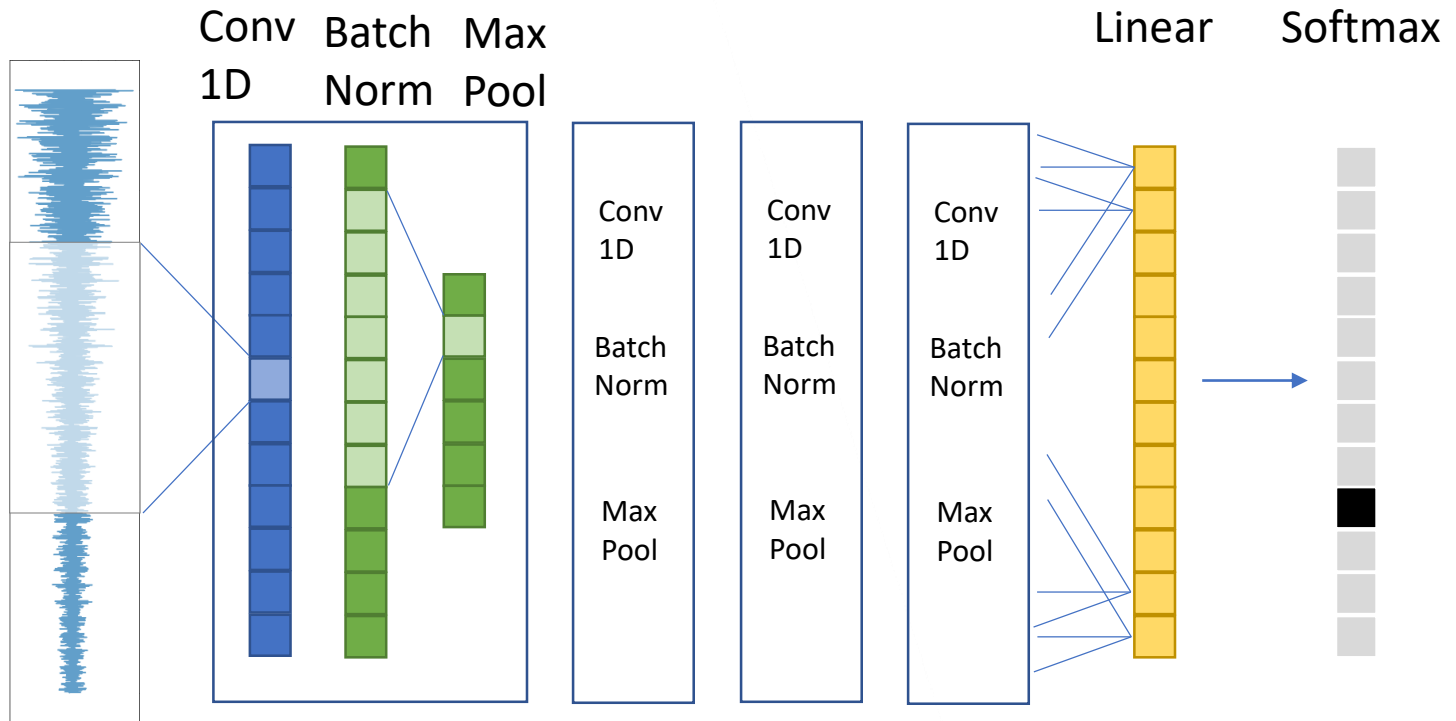 Conv
1D
Batch
Norm
Max
Pool
Linear
Softmax
Conv
1D
Batch
Norm
Max
Pool
Conv
1D
Batch
Norm
Max
Pool
Conv
1D
Batch
Norm
Max
Pool